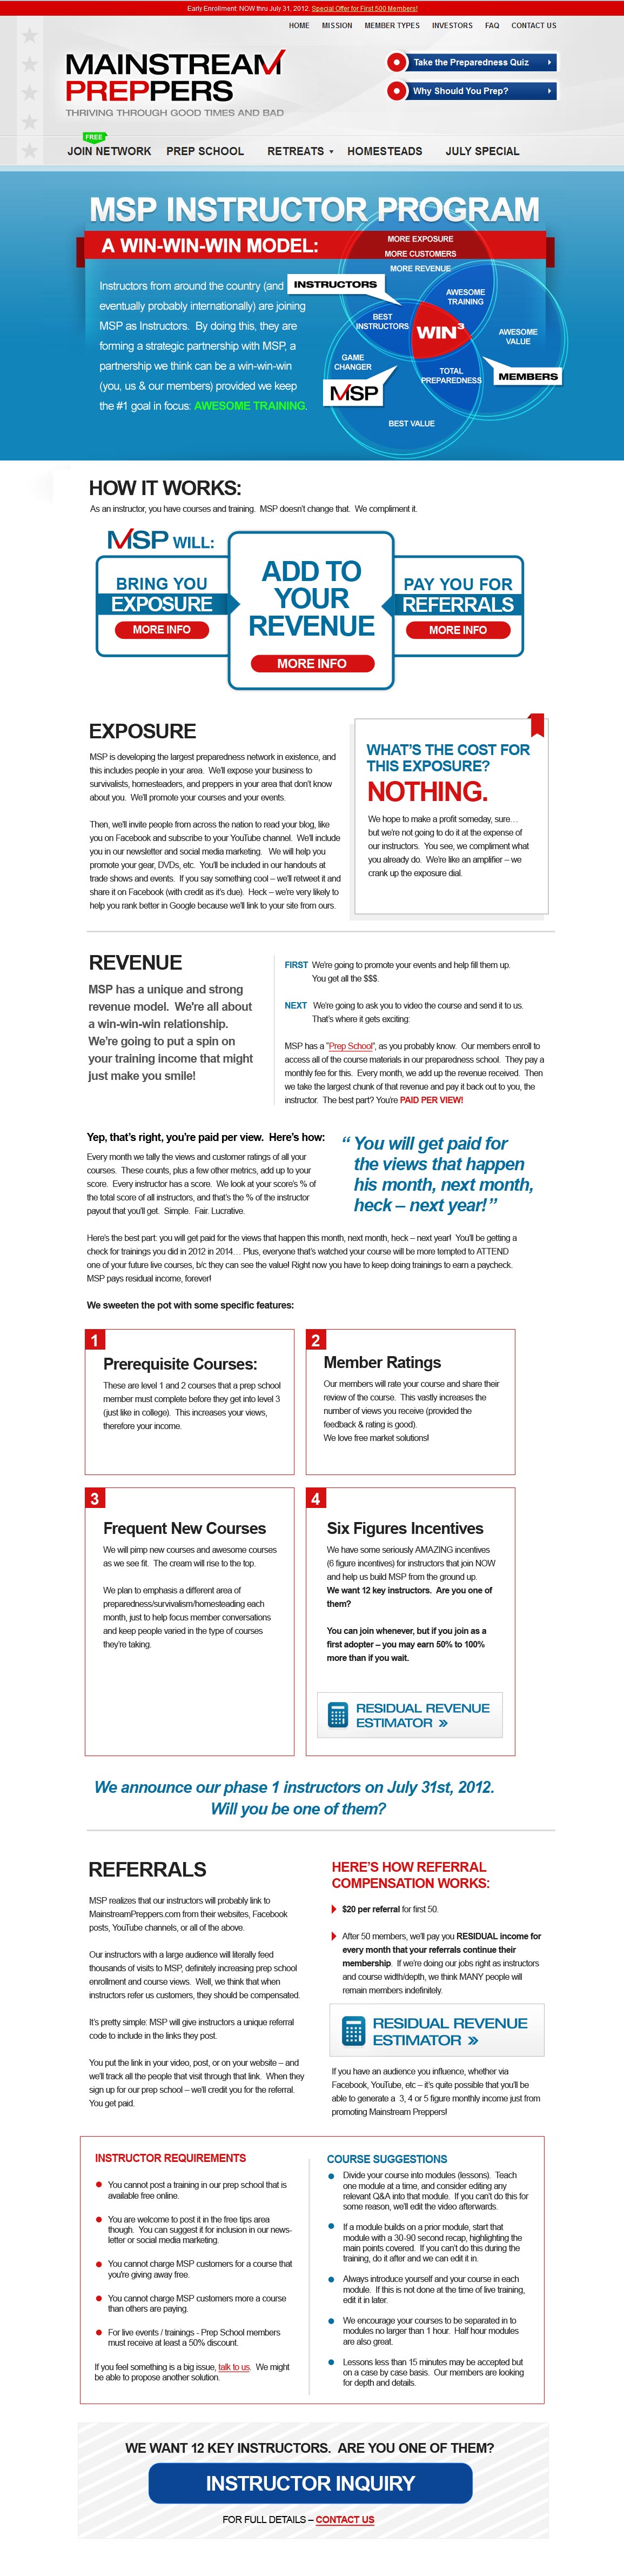 Early Enrollment: NOW thru July 31, 2012. Special Offer for First 500 Members!
HOME MISSION MEMBER TYPES INVESTORS FAQ CONTACT US
MAINSTREAM
PREPPERS
THRIVING THROUGH GOOD TIMES AND BAD
Take the Preparedness Quiz
Why Should You Prep?
FREE
JOIN NETWORK PREP SCHOOL RETREATS HOMESTEADS JULY SPECIAL
MSP INSTRUCTOR PROGRAM
A WIN-WIN-WIN MODEL:
Instructors from around the country (and
eventually probably internationally) are joining
MSP as Instructors. By doing this, they are
forming a strategic partnership with MSP, a
partnership we think can be a win-win-win
(you, us & our members) provided we keep
the #1 goal in focus: AWESOME TRAINING.
MORE EXPOSURE
MORE CUSTOMERS
MORE REVENUE
INSTRUCTORS
AWESOME
TRAINING
BEST
INSTRUCTORS
WIN3
AWESOME
VALUE
GAME
CHANGER
TOTAL
PREPAREDNESS
MEMBERS
MSP
BEST VALUE
HOW IT WORKS:
As an instructor, you have courses and training. MSP doesn't change that. We compliment it.
MSP WILL:
BRING YOU
EXPOSURE
MORE INFO
ADD TO
YOUR
REVENUE
MORE INFO
PAY YOU FOR
REFERRALS
MORE INFO
EXPOSURE
MSP is developing the largest preparedness network in existence, and
this includes people in your area. We'll expose your business to
survivalists, homesteaders, and preppers in your area that don't know
about you. We'll promote your courses and your events.
Then, we'll invite people from across the nation to read your blog, like
you on Facebook and subscribe to your YouTube channel. We'll include
you in our newsletter and social media marketing. We will help you
promote your gear, DVDs, etc. You'll be included in our handouts at
trade shows and events. If you say something cool – we'll retweet it and
share it on Facebook (with credit as it's due). Heck – we're very likely to
help you rank better in Google because we'll link to your site from ours.
WHAT'S THE COST FOR
THIS EXPOSURE?
NOTHING.
We hope to make a profit someday, sure…
but we're not going to do it at the expense of
our instructors. You see, we compliment what
you already do. We're like an amplifier – we
crank up the exposure dial.
REVENUE
MSP has a unique and strong
revenue model. We're all about
a win-win-win relationship.
We're going to put a spin on
your training income that might
just make you smile!
FIRST We're going to promote your events and help fill them up.
You get all the $$$.
NEXT We're going to ask you to video the course and send it to us.
That's where it gets exciting:
MSP has a "Prep School", as you probably know. Our members enroll to
access all of the course materials in our preparedness school. They pay a
monthly fee for this. Every month, we add up the revenue received. Then
we take the largest chunk of that revenue and pay it back out to you, the
instructor. The best part? You're PAID PER VIEW!
Yep, that's right, you're paid per view. Here's how:
Every month we tally the views and customer ratings of all your
courses. These counts, plus a few other metrics, add up to your
score. Every instructor has a score. We look at your score's % of
the total score of all instructors, and that's the % of the instructor
payout that you'll get. Simple. Fair. Lucrative.
“ You will get paid for
the views that happen
his month, next month,
heck – next year! ”
Here's the best part: you will get paid for the views that happen this month, next month, heck – next year! You'll be getting a
check for trainings you did in 2012 in 2014… Plus, everyone that's watched your course will be more tempted to ATTEND
one of your future live courses, b/c they can see the value! Right now you have to keep doing trainings to earn a paycheck.
MSP pays residual income, forever!
We sweeten the pot with some specific features:
1
Prerequisite Courses:
These are level 1 and 2 courses that a prep school
member must complete before they get into level 3
(just like in college). This increases your views,
therefore your income.
2
Member Ratings
Our members will rate your course and share their
review of the course. This vastly increases the
number of views you receive (provided the
feedback & rating is good).
We love free market solutions!
3
Frequent New Courses
We will pimp new courses and awesome courses
as we see fit. The cream will rise to the top.
We plan to emphasis a different area of
preparedness/survivalism/homesteading each
month, just to help focus member conversations
and keep people varied in the type of courses
they're taking.
4
Six Figures Incentives
We have some seriously AMAZING incentives
(6 figure incentives) for instructors that join NOW
and help us build MSP from the ground up.
We want 12 key instructors. Are you one of
them?
You can join whenever, but if you join as a
first adopter – you may earn 50% to 100%
more than if you wait.
RESIDUAL REVENUE
ESTIMATOR »
We announce our phase 1 instructors on July 31st, 2012.
Will you be one of them?
REFERRALS
MSP realizes that our instructors will probably link to
MainstreamPreppers.com from their websites, Facebook
posts, YouTube channels, or all of the above.
Our instructors with a large audience will literally feed
thousands of visits to MSP, definitely increasing prep school
enrollment and course views. Well, we think that when
instructors refer us customers, they should be compensated.
It's pretty simple: MSP will give instructors a unique referral
code to include in the links they post.
You put the link in your video, post, or on your website – and
we'll track all the people that visit through that link. When they
sign up for our prep school – we'll credit you for the referral.
You get paid.
HERE'S HOW REFERRAL
COMPENSATION WORKS:
$20 per referral for first 50.
After 50 members, we'll pay you RESIDUAL income for
every month that your referrals continue their
membership. If we're doing our jobs right as instructors
and course width/depth, we think MANY people will
remain members indefinitely.
RESIDUAL REVENUE
ESTIMATOR »
If you have an audience you influence, whether via
Facebook, YouTube, etc – it's quite possible that you'll be
able to generate a 3, 4 or 5 figure monthly income just from
promoting Mainstream Preppers!
INSTRUCTOR REQUIREMENTS
You cannot post a training in our prep school that is
available free online.
You are welcome to post it in the free tips area
though. You can suggest it for inclusion in our news-
letter or social media marketing.
You cannot charge MSP customers for a course that
you're giving away free.
You cannot charge MSP customers more a course
than others are paying.
For live events / trainings - Prep School members
must receive at least a 50% discount.
If you feel something is a big issue, talk to us. We might
be able to propose another solution.
COURSE SUGGESTIONS
Divide your course into modules (lessons). Teach
one module at a time, and consider editing any
relevant Q&A into that module. If you can't do this for
some reason, we'll edit the video afterwards.
If a module builds on a prior module, start that
module with a 30-90 second recap, highlighting the
main points covered. If you can't do this during the
training, do it after and we can edit it in.
Always introduce yourself and your course in each
module. If this is not done at the time of live training,
edit it in later.
We encourage your courses to be separated in to
modules no larger than 1 hour. Half hour modules
are also great.
Lessons less than 15 minutes may be accepted but
on a case by case basis. Our members are looking
for depth and details.
WE WANT 12 KEY INSTRUCTORS. ARE YOU ONE OF THEM?
INSTRUCTOR INQUIRY
FOR FULL DETAILS – CONTACT US